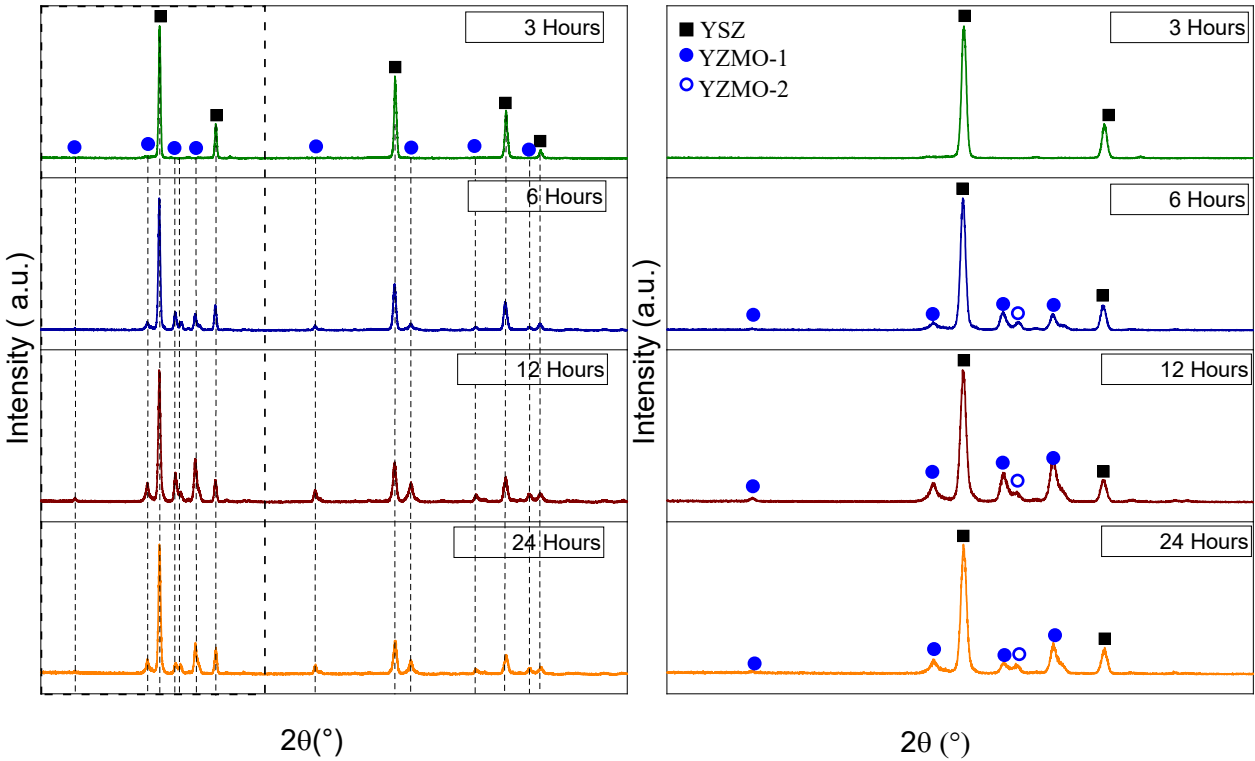 Intensity ( a.u.)
3 Hours
6 Hours
12 Hours
24 Hours
2θ(°)
Intensity (a.u.)
YSZ
YZMO-1
YZMO-2
3 Hours
6 Hours
12 Hours
24 Hours
2θ (°)